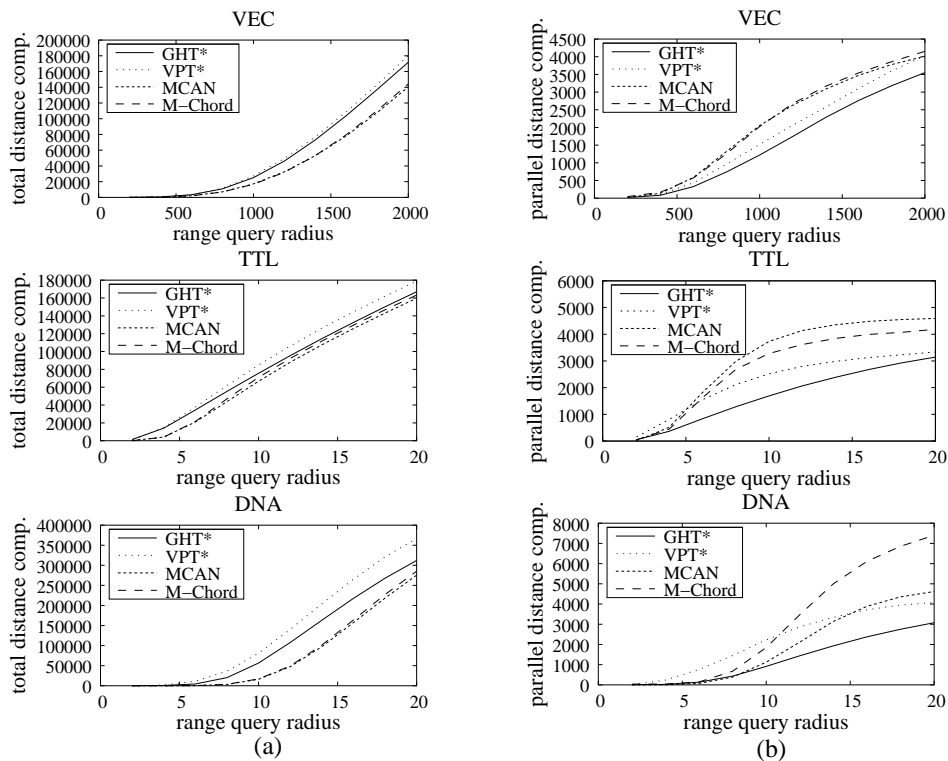 VEC
total distance comp.
200000
180000
160000
140000
120000
100000
80000
60000
40000
20000
0
GHT*
VPT*
MCAN
M−Chord
0 500 1000 1500 2000
range query radius
VEC
parallel distance comp.
4500
4000
3500
3000
2500
2000
1500
1000
500
0
GHT*
VPT*
MCAN
M−Chord
0 500 1000 1500 2000
range query radius
TTL
total distance comp.
180000
160000
140000
120000
100000
80000
60000
40000
20000
0
GHT*
VPT*
MCAN
M−Chord
0 5 10 15 20
range query radius
TTL
parallel distance comp.
6000
5000
4000
3000
2000
1000
0
GHT*
VPT*
MCAN
M−Chord
0 5 10 15 20
range query radius
DNA
total distance comp.
400000
350000
300000
250000
200000
150000
100000
50000
0
GHT*
VPT*
MCAN
M−Chord
0 5 10 15 20
range query radius
(a)
DNA
parallel distance comp.
8000
7000
6000
5000
4000
3000
2000
1000
0
GHT*
VPT*
MCAN
M−Chord
0 5 10 15 20
range query radius
(b)